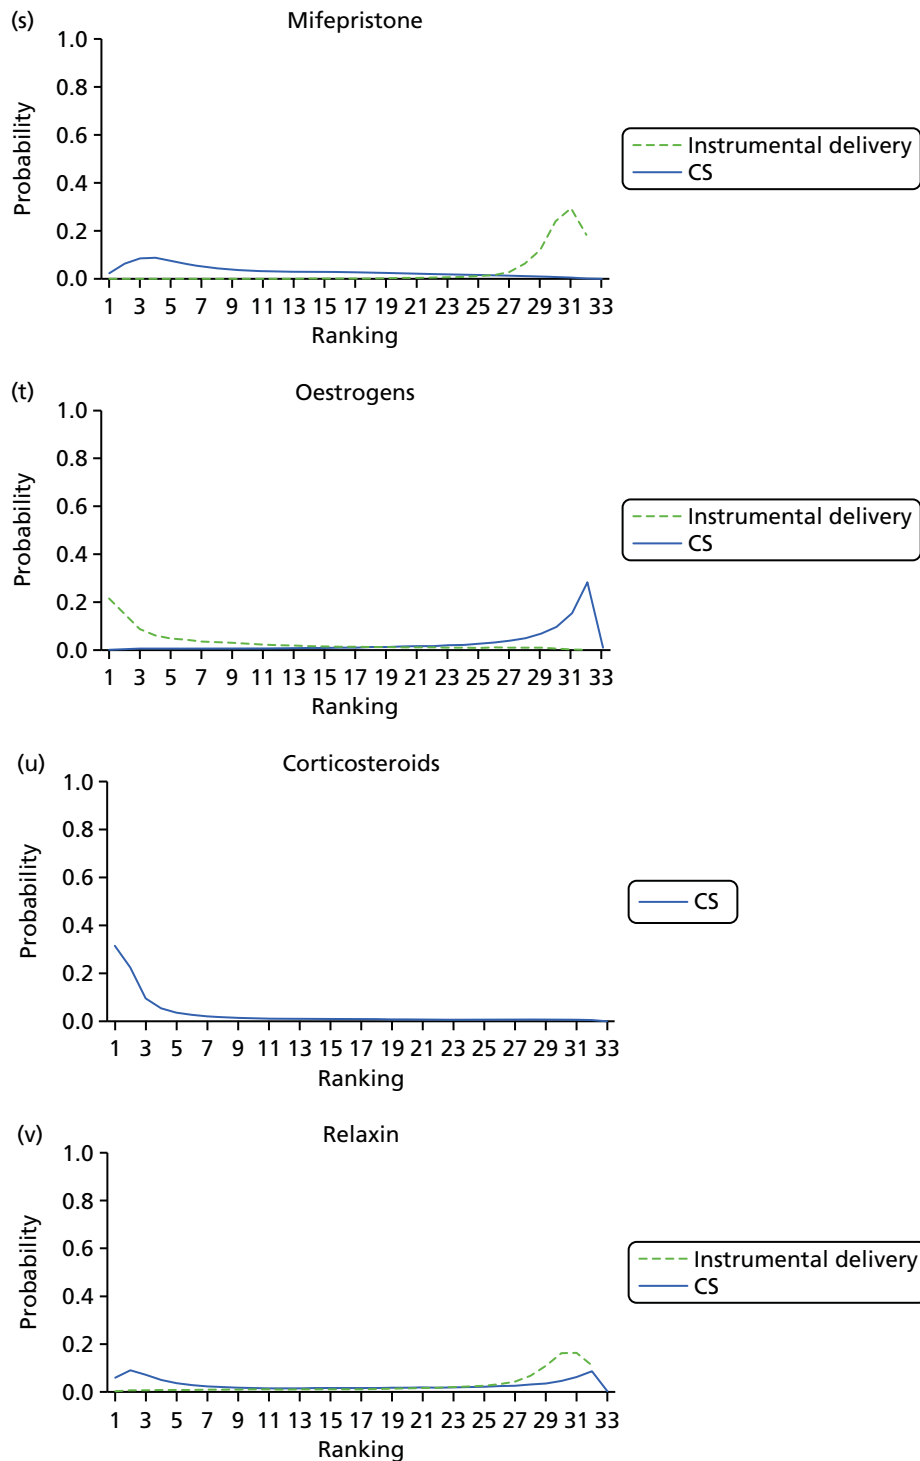 (s)
Mifepristone
1.0
0.8
0.6
0.4
0.2
0.0
Probability
1 3 5 7 9 11 13 15 17 19 21 23 25 27 29 31 33
Ranking
Instrumental delivery
CS
(t)
Oestrogens
1.0
0.8
0.6
0.4
0.2
0.0
Probability
1 3 5 7 9 11 13 15 17 19 21 23 25 27 29 31 33
Ranking
Instrumental delivery
CS
(u)
Corticosteroids
1.0
0.8
0.6
0.4
0.2
0.0
Probability
1 3 5 7 9 11 13 15 17 19 21 23 25 27 29 31 33
Ranking
CS
(v)
Relaxin
1.0
0.8
0.6
0.4
0.2
0.0
Probability
1 3 5 7 9 11 13 15 17 19 21 23 25 27 29 31 33
Ranking
Instrumental delivery
CS